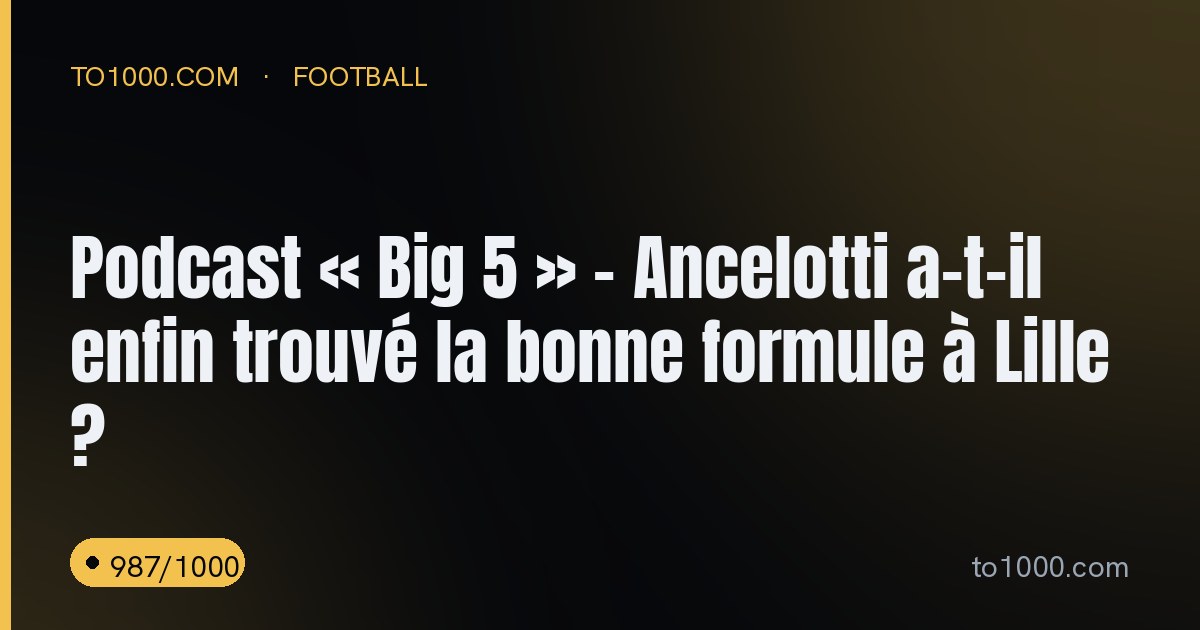 TO1000.COM · FOOTBALL
Podcast « Big 5 » - Ancelotti a-t-il
enfin trouvé la bonne formule à Lille
?
987/1000
to1000.com